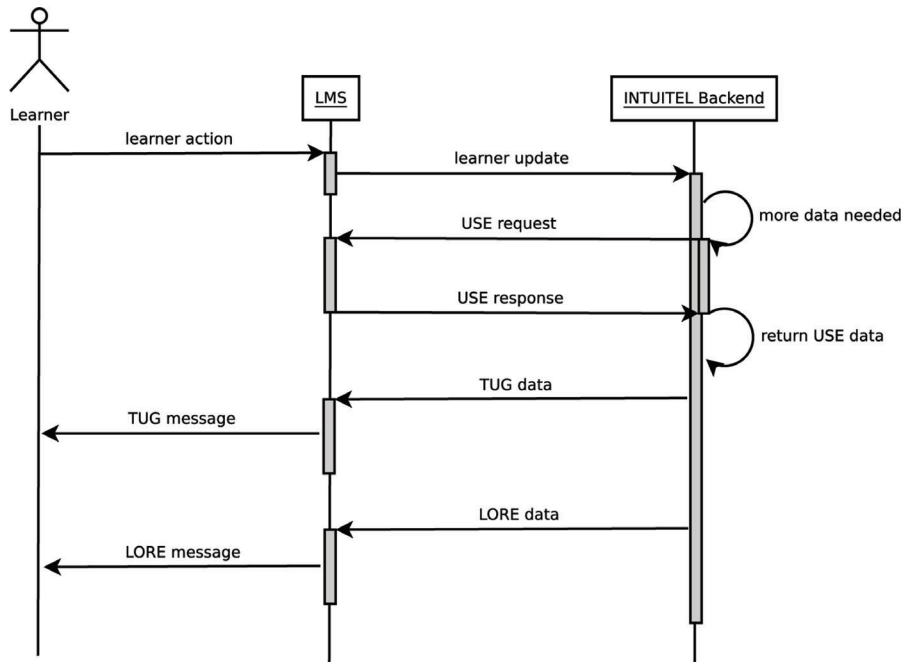 Learner
LMS
INTUITEL Backend
learner action
learner update
more data needed
USE request
USE response
return USE data
TUG data
TUG message
LORE data
LORE message